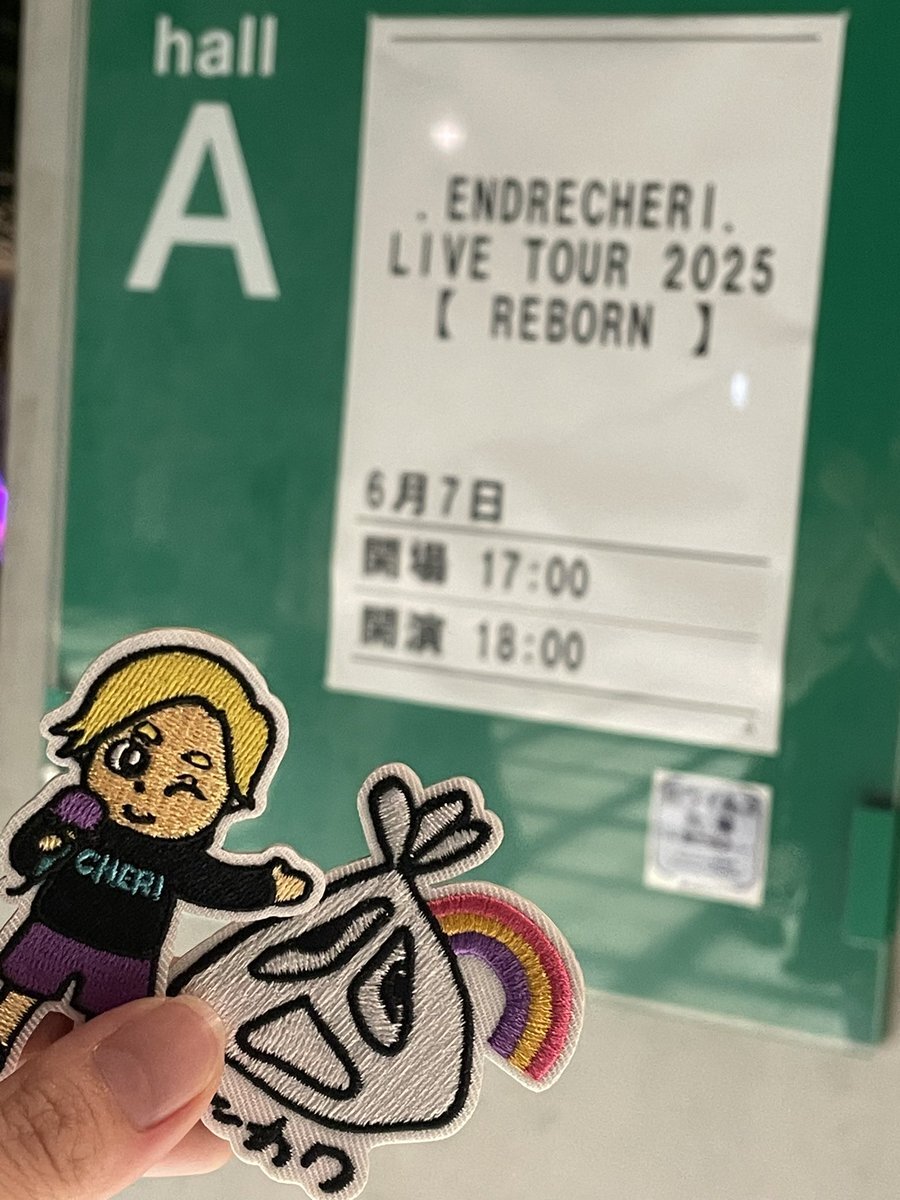 hall
A
.ENDRECHERI.
LIVE TOUR 2025
【 REBORN 】
6月7日
開場 17:00
開演 18:00
CHERI